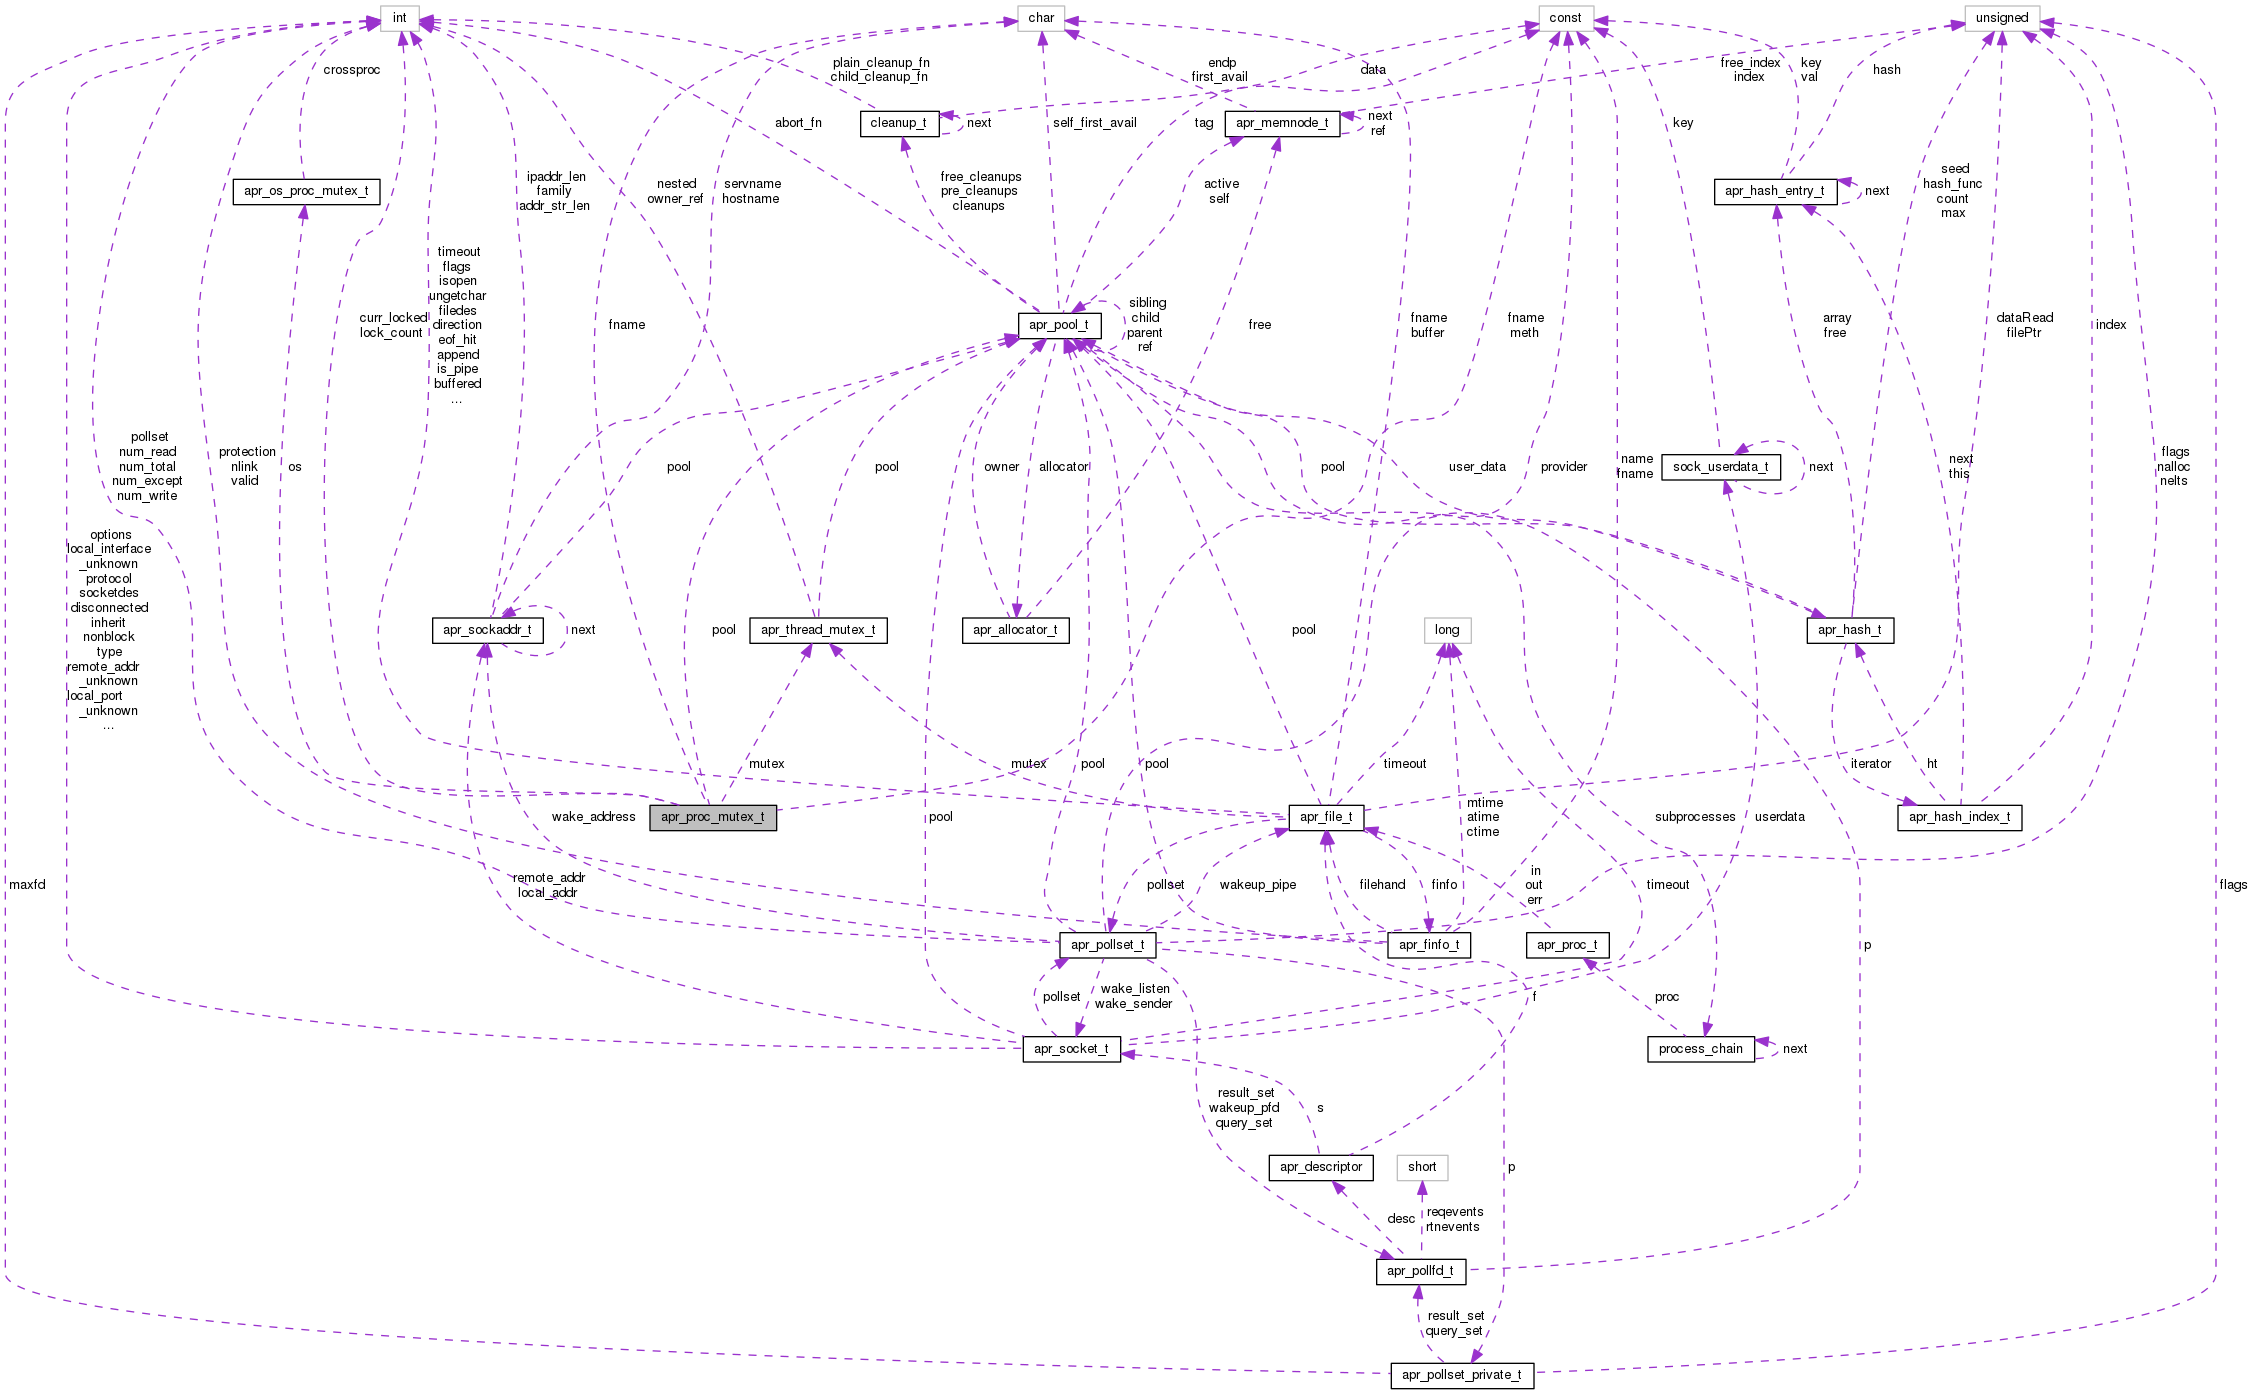 int
char
const
unsigned
crossproc
plain_cleanup_fn
child_cleanup_fn
endp
first_avail
data
free_index
index
key
val
hash
abort_fn
cleanup_t
next
self_first_avail
tag
apr_memnode_t
next
ref
key
apr_os_proc_mutex_t
ipaddr_len
family
addr_str_len
nested
owner_ref
servname
hostname
free_cleanups
pre_cleanups
cleanups
active
self
apr_hash_entry_t
next
seed
hash_func
count
max
timeout
flags
isopen
ungetchar
filedes
direction
eof_hit
append
is_pipe
buffered
...
curr_locked
lock_count
fname
apr_pool_t
sibling
child
parent
ref
free
fname
buffer
fname
meth
array
free
dataRead
filePtr
index
pollset
num_read
num_total
num_except
num_write
protection
nlink
valid
os
pool
pool
owner
allocator
pool
user_data
provider
name
fname
sock_userdata_t
next
next
this
flags
nalloc
nelts
options
local_interface
_unknown
protocol
socketdes
disconnected
inherit
nonblock
type
remote_addr
_unknown
local_port
_unknown
...
apr_sockaddr_t
next
pool
apr_thread_mutex_t
apr_allocator_t
pool
long
apr_hash_t
mutex
mutex
pool
pool
timeout
iterator
ht
wake_address
apr_proc_mutex_t
pool
apr_file_t
mtime
atime
ctime
subprocesses
userdata
apr_hash_index_t
maxfd
remote_addr
local_addr
pollset
wakeup_pipe
filehand
finfo
in
out
err
timeout
flags
apr_pollset_t
apr_finfo_t
apr_proc_t
p
pollset
wake_listen
wake_sender
f
proc
apr_socket_t
process_chain
next
result_set
wakeup_pfd
query_set
s
apr_descriptor
short
p
desc
reqevents
rtnevents
apr_pollfd_t
result_set
query_set
apr_pollset_private_t